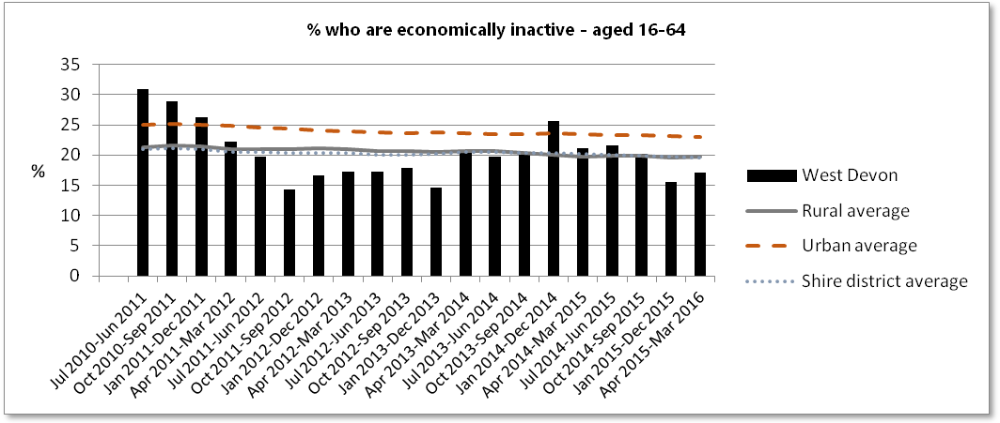 % who are economically inactive - aged 16-64
35
30
25
20
15
10
5
0
%
Jul 2010-Jun 2011
Oct 2010-Sep 2011
Jan 2011-Dec 2011
Apr 2011-Mar 2012
Jul 2011-Jun 2012
Oct 2011-Sep 2012
Jan 2012-Dec 2012
Apr 2012-Mar 2013
Jul 2012-Jun 2013
Oct 2012-Sep 2013
Jan 2013-Dec 2013
Apr 2013-Mar 2014
Jul 2013-Jun 2014
Oct 2013-Sep 2014
Jan 2014-Dec 2014
Apr 2014-Mar 2015
Jul 2014-Jun 2015
Oct 2014-Sep 2015
Jan 2015-Dec 2015
Apr 2015-Mar 2016
West Devon
Rural average
Urban average
Shire district average